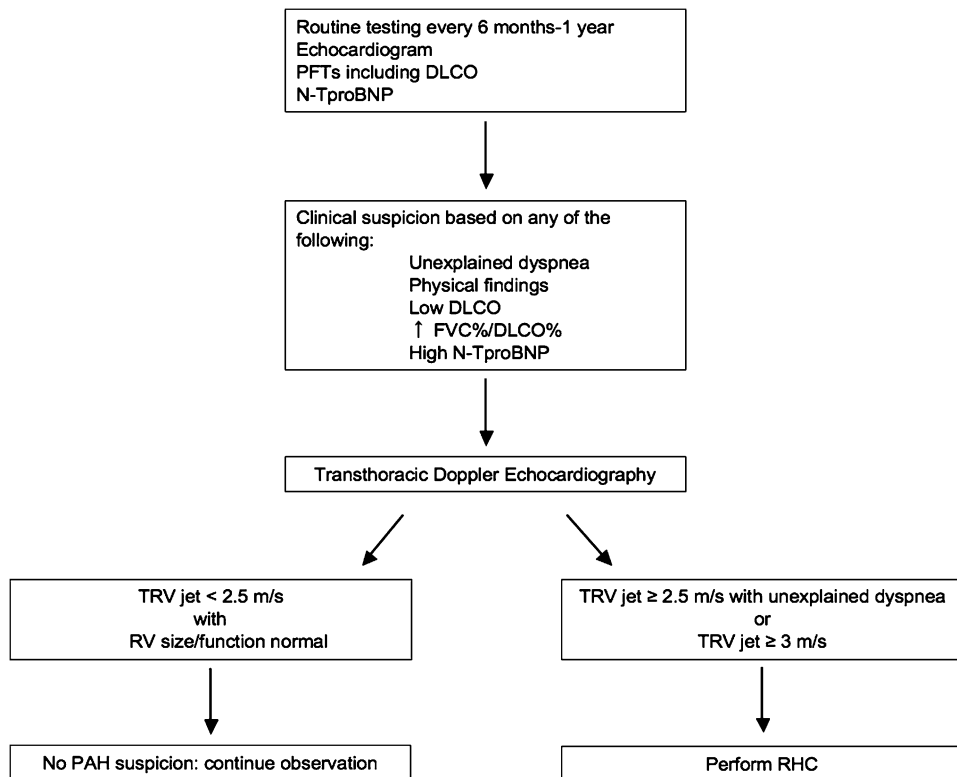 Routine testing every 6 months-1 year
Echocardiogram
PFTs including DLCO
N-TproBNP
Clinical suspicion based on any of the
following:
Unexplained dyspnea
Physical findings
Low DLCO
↑ FVC%/DLCO%
High N-TproBNP
Transthoracic Doppler Echocardiography
TRV jet < 2.5 m/s
with
RV size/function normal
TRV jet ≥ 2.5 m/s with unexplained dyspnea
or
TRV jet ≥ 3 m/s
No PAH suspicion: continue observation
Perform RHC